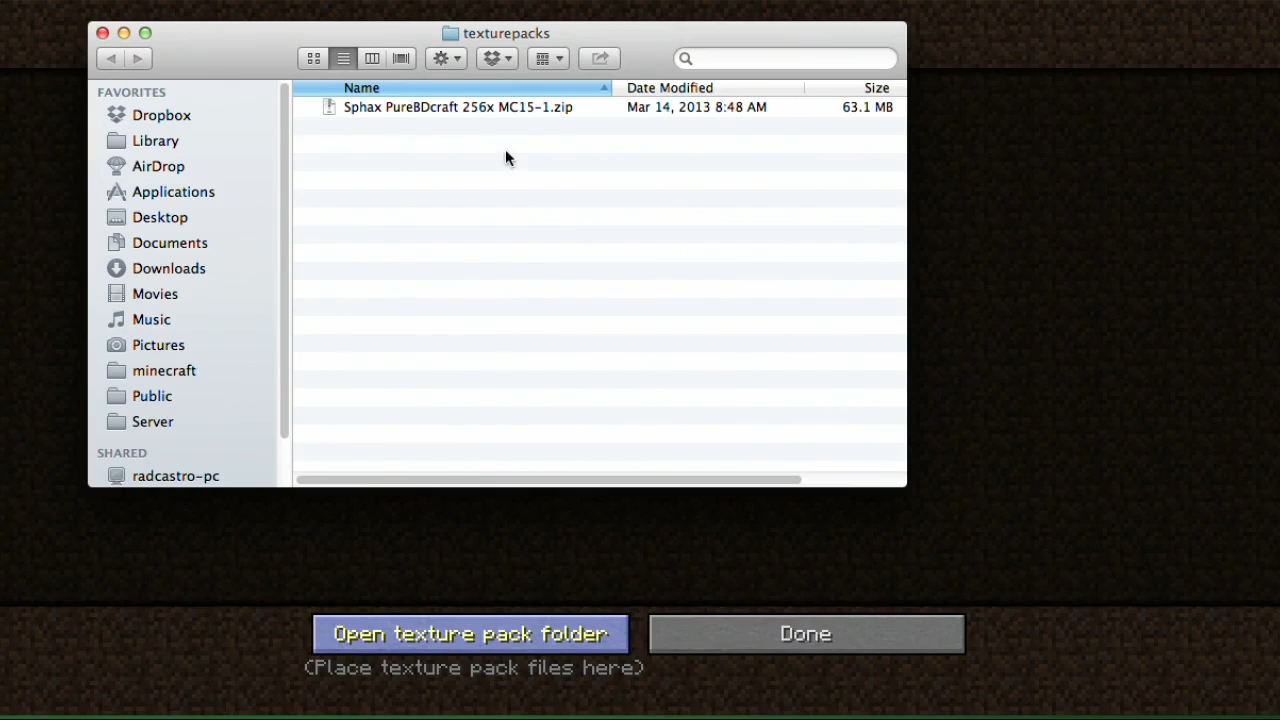 texturepacks
Name Date Modified Size
Sphax PureBDcraft 256x MC15-1.zip Mar 14, 2013 8:48 AM 63.1 MB
FAVORITES
Dropbox
Library
AirDrop
Applications
Desktop
Documents
Downloads
Movies
Music
Pictures
minecraft
Public
Server
SHARED
radcastro-pc
Open texture pack folder Done
(Place texture pack files here)